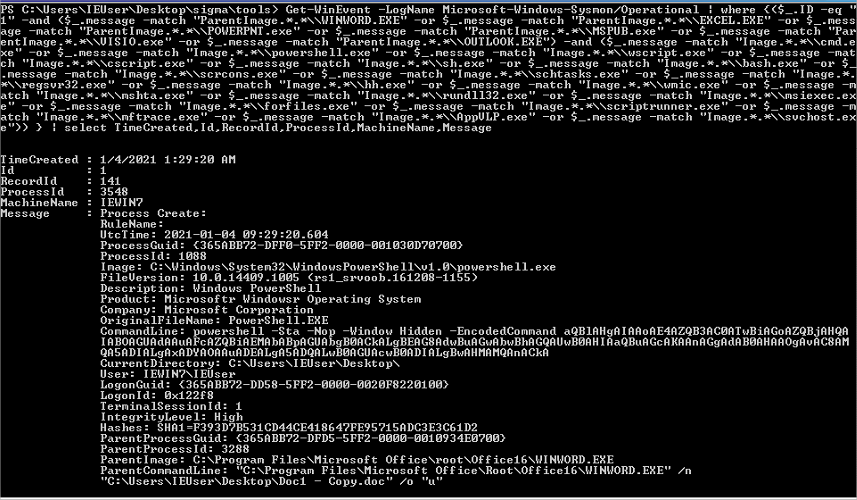 PS C:\Users\IEUser\Desktop\sigma\tools> Get-WinEvent -LogName Microsoft-Windows-Sysmon/Operational | where {(($_.ID -eq "
1" -and ($_.message -match "ParentImage.*.*\\WINWORD.EXE" -or $_.message -match "ParentImage.*.*\\EXCEL.EXE" -or $_.mess
age -match "ParentImage.*.*\\POWERPNT.exe" -or $_.message -match "ParentImage.*.*\\MSPUB.exe" -or $_.message -match "Par
entImage.*.*\\VISIO.exe" -or $_.message -match "ParentImage.*.*\\OUTLOOK.EXE") -and ($_.message -match "Image.*.*\\cmd.e
xe" -or $_.message -match "Image.*.*\\powershell.exe" -or $_.message -match "Image.*.*\\wscript.exe" -or $_.message -mat
ch "Image.*.*\\cscript.exe" -or $_.message -match "Image.*.*\\sh.exe" -or $_.message -match "Image.*.*\\bash.exe" -or $_
.message -match "Image.*.*\\scrcons.exe" -or $_.message -match "Image.*.*\\schtasks.exe" -or $_.message -match "Image.*.
*\\regsvr32.exe" -or $_.message -match "Image.*.*\\hh.exe" -or $_.message -match "Image.*.*\\wmic.exe" -or $_.message -m
atch "Image.*.*\\mshta.exe" -or $_.message -match "Image.*.*\\rundll32.exe" -or $_.message -match "Image.*.*\\msiexec.ex
e" -or $_.message -match "Image.*.*\\forfiles.exe" -or $_.message -match "Image.*.*\\scriptrunner.exe" -or $_.message -m
atch "Image.*.*\\mftrace.exe" -or $_.message -match "Image.*.*\\AppVLP.exe" -or $_.message -match "Image.*.*\\svchost.ex
e")) } | select TimeCreated,Id,RecordId,ProcessId,MachineName,Message
TimeCreated : 1/4/2021 1:29:20 AM
Id : 1
RecordId : 141
ProcessId : 3548
MachineName : IEWIN7
Message : Process Create:
RuleName:
UtcTime: 2021-01-04 09:29:20.604
ProcessGuid: {365ABB72-DFF0-5FF2-0000-001030D70700}
ProcessId: 1088
Image: C:\Windows\System32\WindowsPowerShell\v1.0\powershell.exe
FileVersion: 10.0.14409.1005 (rs1_srvoob.161208-1155)
Description: Windows PowerShell
Product: Microsoftr Windowsr Operating System
Company: Microsoft Corporation
OriginalFileName: PowerShell.EXE
CommandLine: powershell -Sta -Nop -Window Hidden -EncodedCommand
CurrentDirectory: C:\Users\IEUser\Desktop\
User: IEWIN7\IEUser
LogonGuid: {365ABB72-DD58-5FF2-0000-0020F8220100}
LogonId: 0x122f8
TerminalSessionId: 1
IntegrityLevel: High
Hashes: SHA1=F393D7B531CD44CE418647FE95715ADC3E3C61D2
ParentProcessGuid: {365ABB72-DFD5-5FF2-0000-0010934E0700}
ParentProcessId: 3288
ParentImage: C:\Program Files\Microsoft Office\root\Office16\WINWORD.EXE
ParentCommandLine: "C:\Program Files\Microsoft Office\Root\Office16\WINWORD.EXE" /n
"C:\Users\IEUser\Desktop\Doc1 - Copy.doc" /o "u"